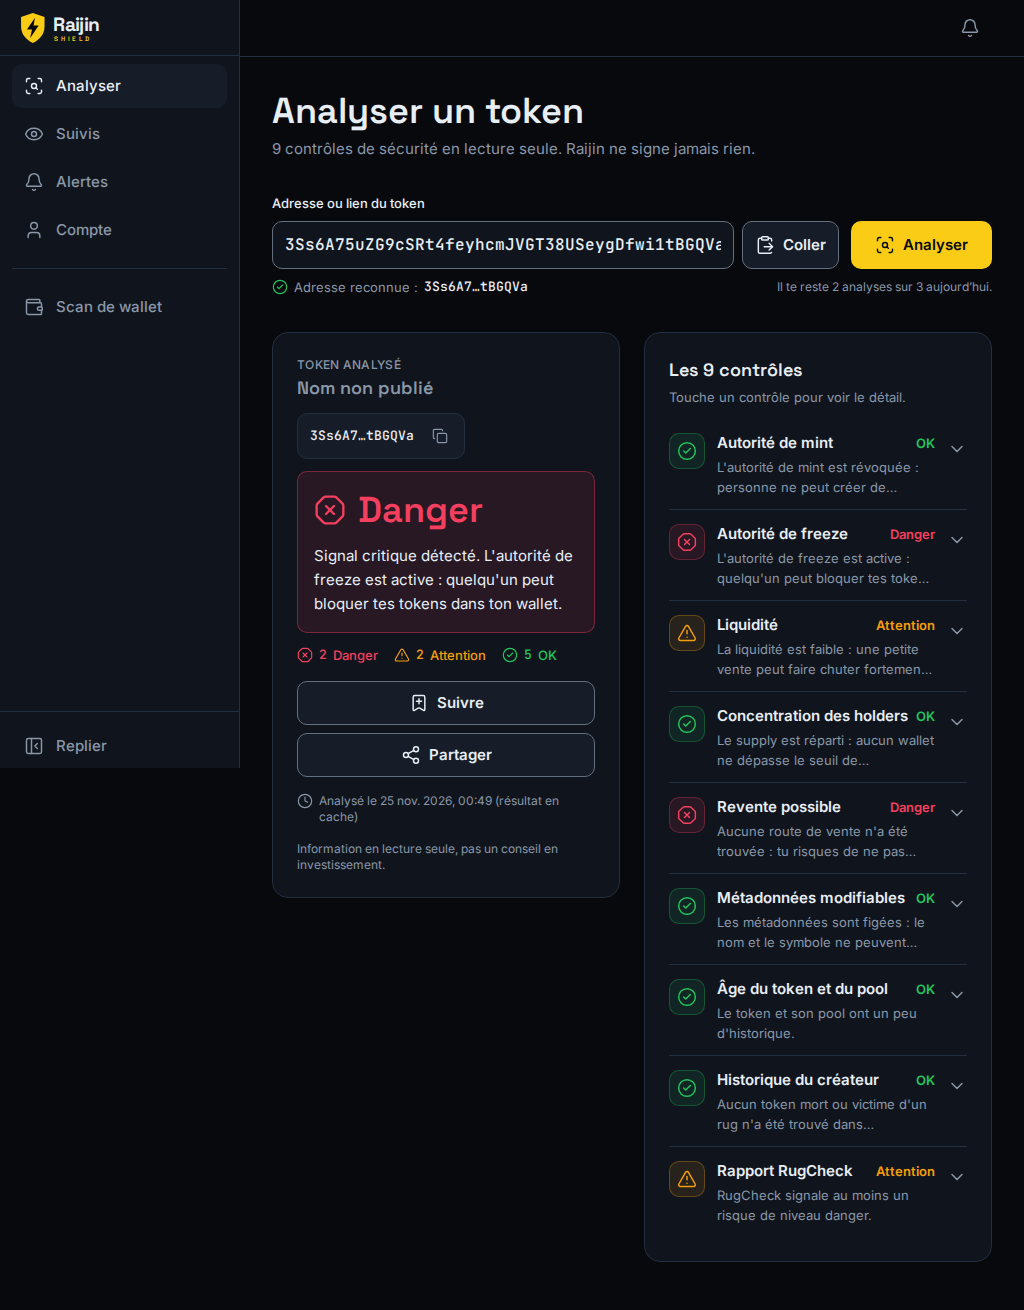 Raijin
SHIELD
Analyser
Suivis
Alertes
Compte
Scan de wallet
Replier
Analyser un token
9 contrôles de sécurité en lecture seule. Raijin ne signe jamais rien.
Adresse ou lien du token
3Ss6A75uZG9cSRt4feyhcmJVGT38USeygDfwi1tBGQVa
Coller
Analyser
Adresse reconnue : 3Ss6A7…tBGQVa
Il te reste 2 analyses sur 3 aujourd'hui.
TOKEN ANALYSÉ
Nom non publié
3Ss6A7…tBGQVa
Danger
Signal critique détecté. L'autorité de
freeze est active : quelqu'un peut
bloquer tes tokens dans ton wallet.
2 Danger
2 Attention
5 OK
Suivre
Partager
Analysé le 25 nov. 2026, 00:49 (résultat en
cache)
Information en lecture seule, pas un conseil en
investissement.
Les 9 contrôles
Touche un contrôle pour voir le détail.
Autorité de mint OK
L'autorité de mint est révoquée :
personne ne peut créer de…
Autorité de freeze Danger
L'autorité de freeze est active :
quelqu'un peut bloquer tes toke…
Liquidité Attention
La liquidité est faible : une petite
vente peut faire chuter fortemen…
Concentration des holders OK
Le supply est réparti : aucun wallet
ne dépasse le seuil de…
Revente possible Danger
Aucune route de vente n'a été
trouvée : tu risques de ne pas…
Métadonnées modifiables OK
Les métadonnées sont figées : le
nom et le symbole ne peuvent…
Âge du token et du pool OK
Le token et son pool ont un peu
d'historique.
Historique du créateur OK
Aucun token mort ou victime d'un
rug n'a été trouvé dans…
Rapport RugCheck Attention
RugCheck signale au moins un
risque de niveau danger.